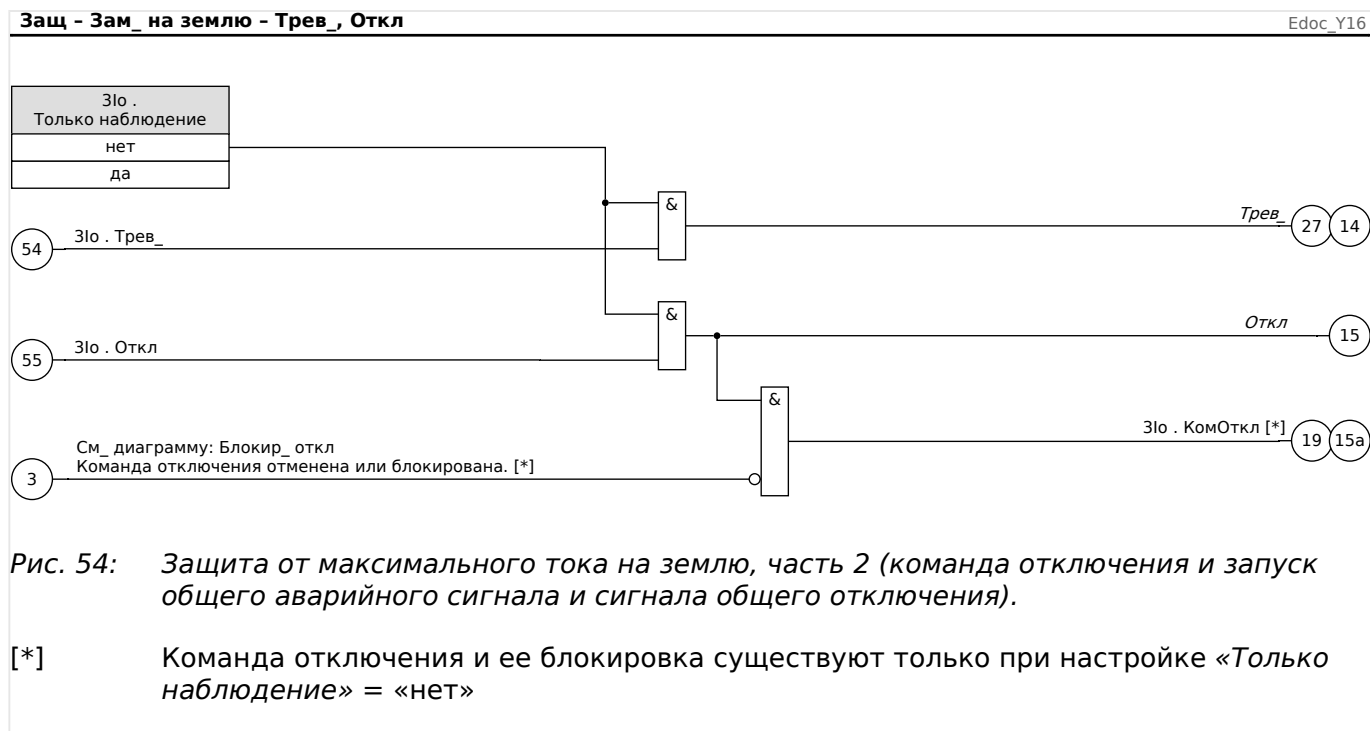 Защ – Зам_ на землю – Трев_, Откл
Edoc_Y16
3Io .
Только наблюдение
нет
да
&
54
3Io . Трев_
Трев_
27
14
&
55
3Io . Откл
Откл
15
&
3Io . КомОткл [*]
19
15a
См_ диаграмму: Блокир_ откл
Команда отключения отменена или блокирована. [*]
3
Рис. 54: Защита от максимального тока на землю, часть 2 (команда отключения и запуск
общего аварийного сигнала и сигнала общего отключения).
[*] Команда отключения и ее блокировка существуют только при настройке «Только
наблюдение» = «нет»